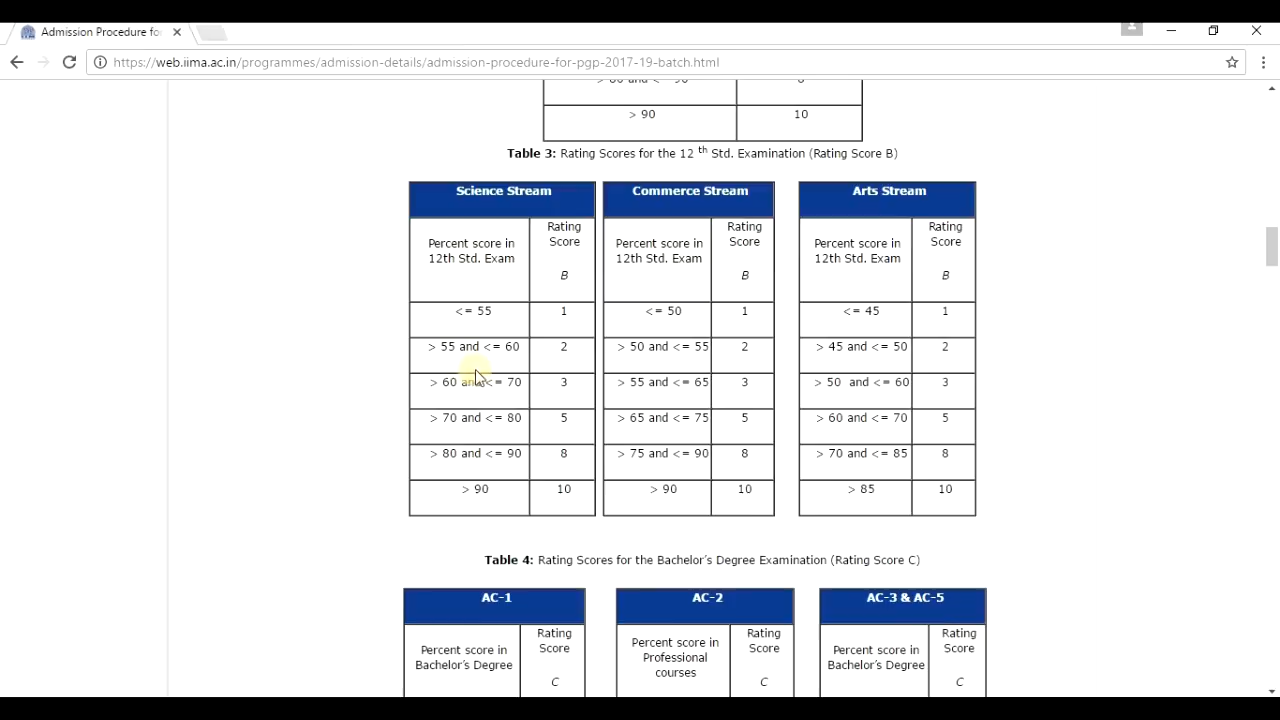 Admission Procedure fo
https://web.iima.ac.in/programmes/admission-details/admission-procedure-for-pgp-2017-19-batch.html
> 80 and <= 90 8
> 90 10
Table 3: Rating Scores for the 12 th Std. Examination (Rating Score B)
Science Stream Commerce Stream Arts Stream
Percent score in 12th Std. Exam Rating Score B Percent score in 12th Std. Exam Rating Score B Percent score in 12th Std. Exam Rating Score B
<= 55 1 <= 50 1 <= 45 1
> 55 and <= 60 2 > 50 and <= 55 2 > 45 and <= 50 2
> 60 and <= 70 3 > 55 and <= 65 3 > 50 and <= 60 3
> 70 and <= 80 5 > 65 and <= 75 5 > 60 and <= 70 5
> 80 and <= 90 8 > 75 and <= 90 8 > 70 and <= 85 8
> 90 10 > 90 10 > 85 10
Table 4: Rating Scores for the Bachelor's Degree Examination (Rating Score C)
AC-1 AC-2 AC-3 & AC-5
Percent score in Bachelor's Degree Rating Score C Percent score in Professional courses Rating Score C Percent score in Bachelor's Degree Rating Score C